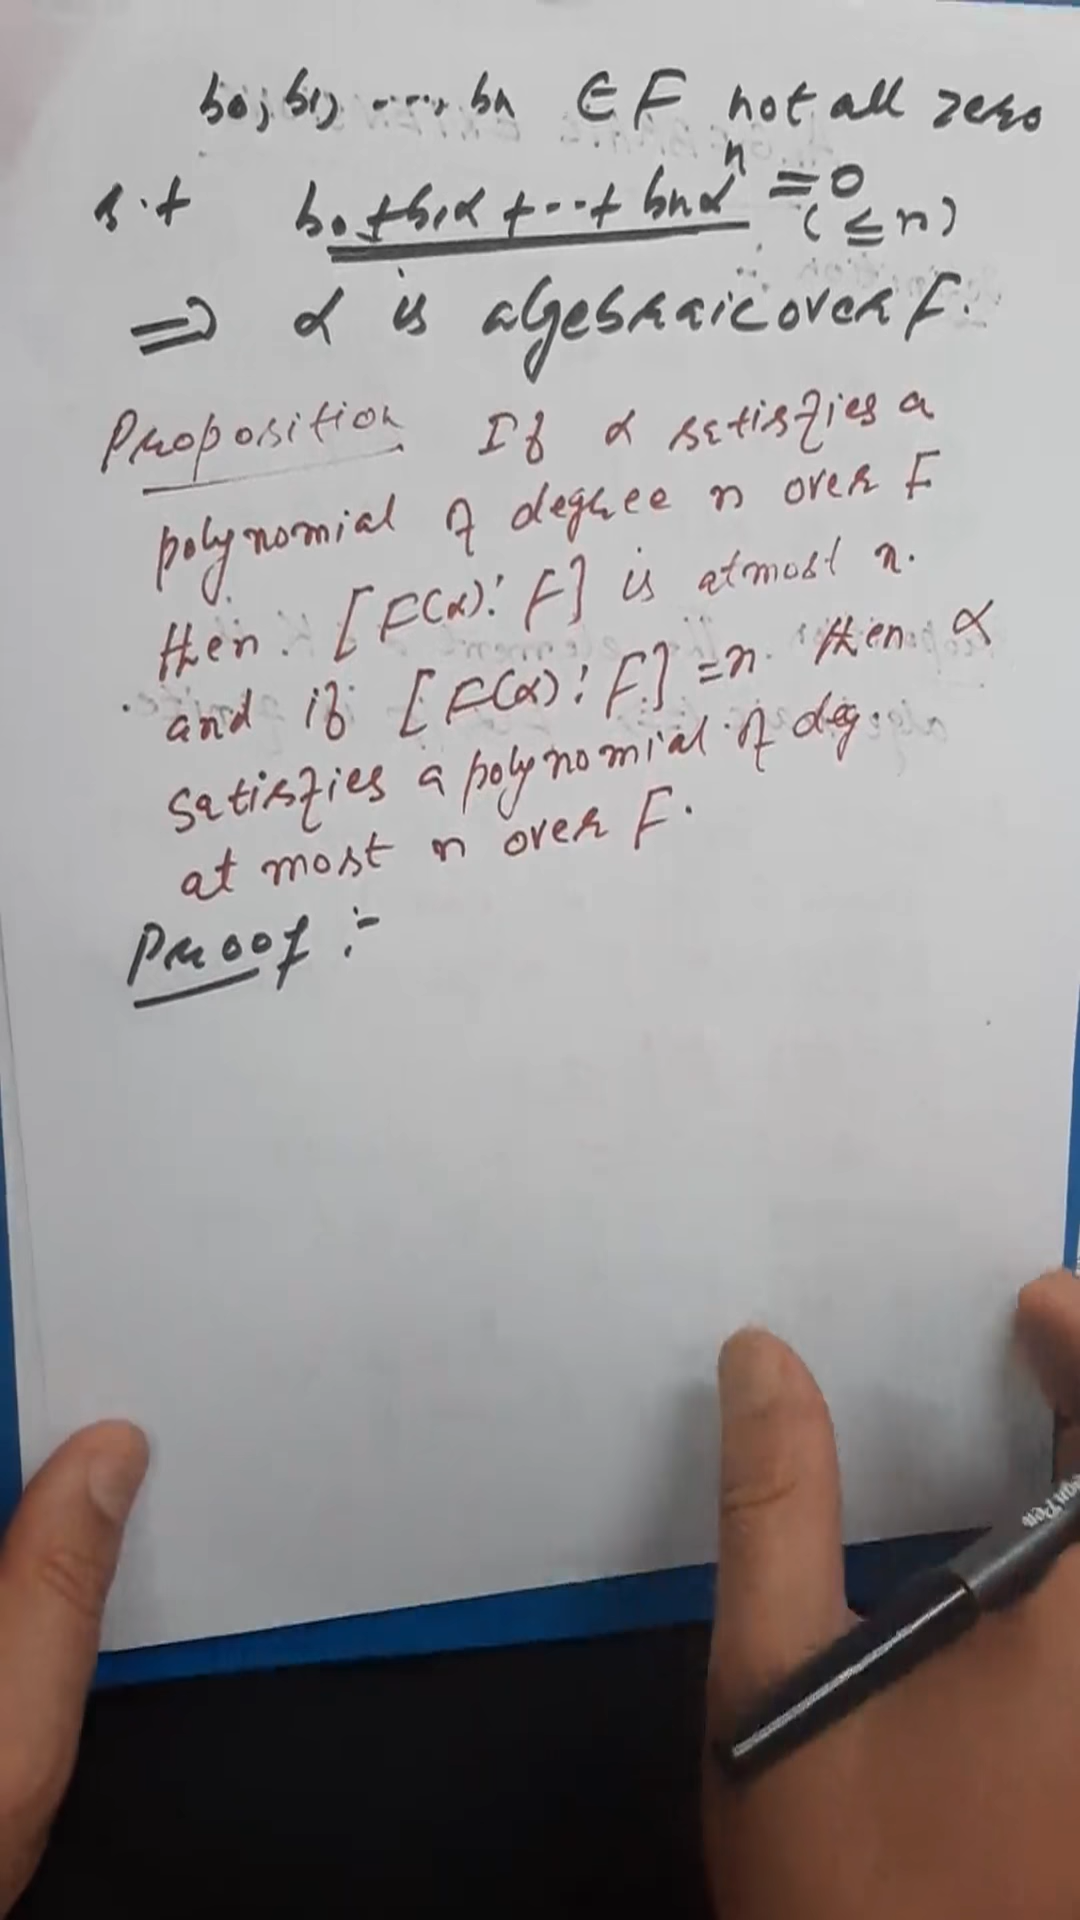 b0, b1, ...., bn ∈ F not all zero
s.t b0 + b1α + ... + bnα^n = 0
(≤ n)
⇒ α is algebraic over F.
Proposition If α satisfies a
polynomial of degree n over F
then [F(α): F] is atmost n.
and if [F(α): F] = n. then α
satisfies a polynomial of deg.
at most n over F.
Proof :-